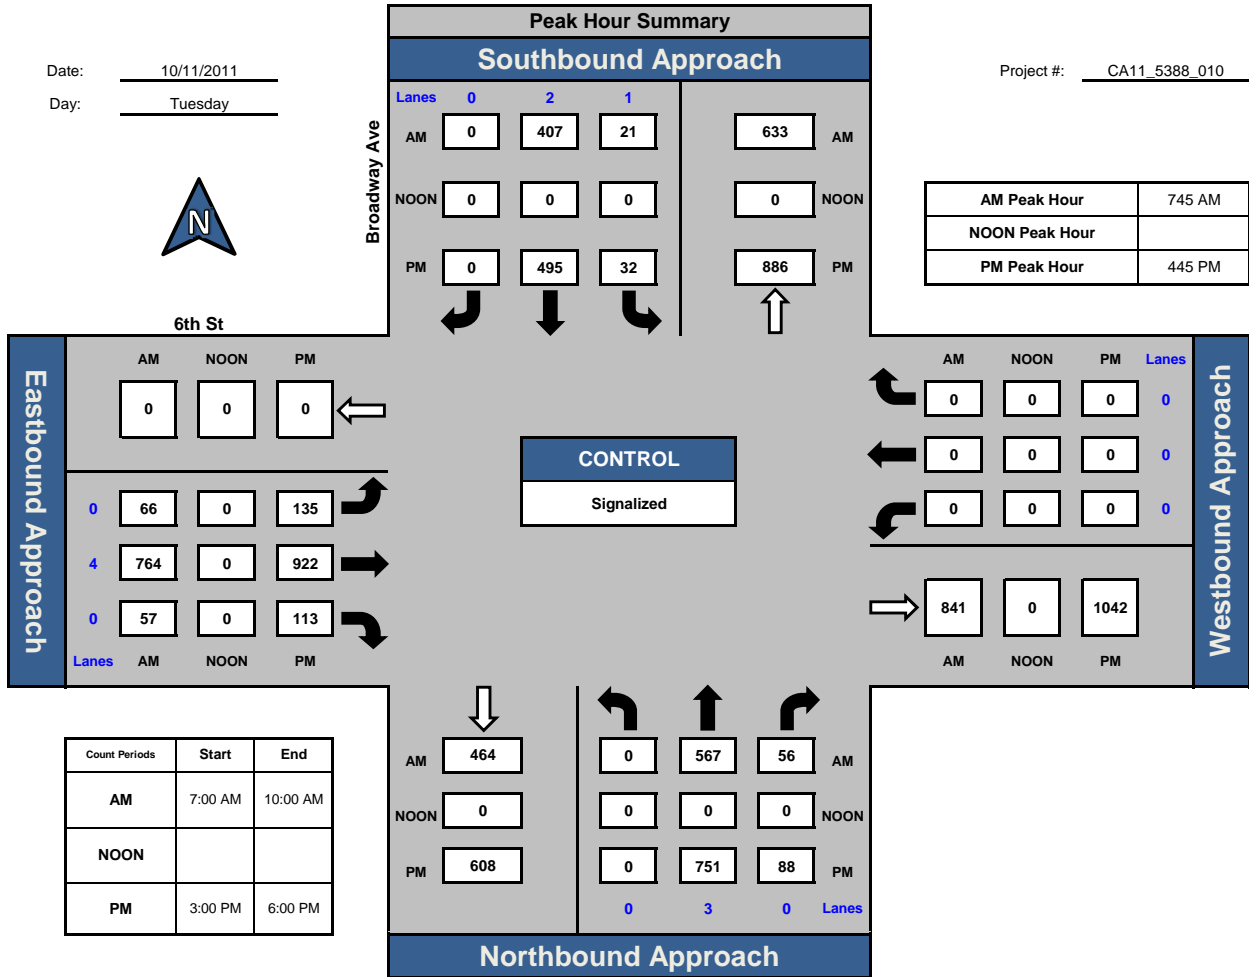 Peak Hour Summary
Southbound Approach
Date: 10/11/2011
Project #: CA11_5388_010
Day: Tuesday
Lanes 0 2 1
AM 0 407 21 633 AM
Broadway Ave
N
NOON 0 0 0 0 NOON
PM 0 495 32 886 PM
AM Peak Hour 745 AM
NOON Peak Hour
PM Peak Hour 445 PM
6th St
Eastbound Approach
AM NOON PM
0 0 0
0 66 0 135
4 764 0 922
0 57 0 113
Lanes AM NOON PM
CONTROL
Signalized
AM NOON PM Lanes
0 0 0 0
0 0 0 0
0 0 0 0
841 0 1042
AM NOON PM
Westbound Approach
Count Periods Start End
AM 7:00 AM 10:00 AM
NOON
PM 3:00 PM 6:00 PM
AM 464 0 567 56 AM
NOON 0 0 0 0 NOON
PM 608 0 751 88 PM
0 3 0 Lanes
Northbound Approach